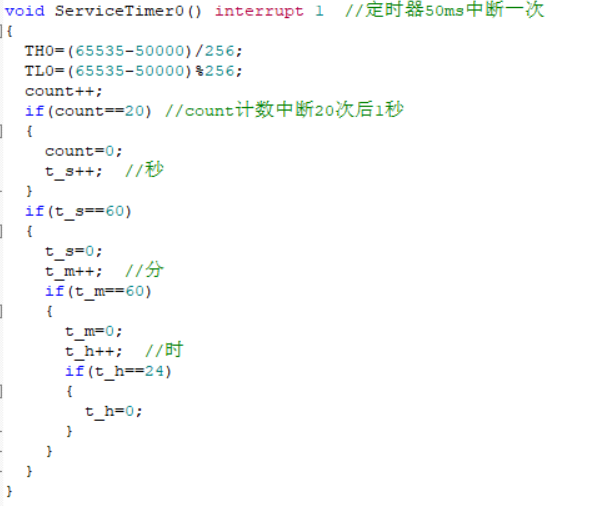 void ServiceTimer0() interrupt 1  //定时器50ms中断一次
{
  TH0=(65535-50000)/256;
  TL0=(65535-50000)%256;
  count++;
  if(count==20) //count计数中断20次后1秒
  {
    count=0;
    t_s++;  //秒
  }
  if(t_s==60)
  {
    t_s=0;
    t_m++;  //分
    if(t_m==60)
    {
      t_m=0;
      t_h++;  //时
      if(t_h==24)
      {
        t_h=0;
      }
    }
  }
}